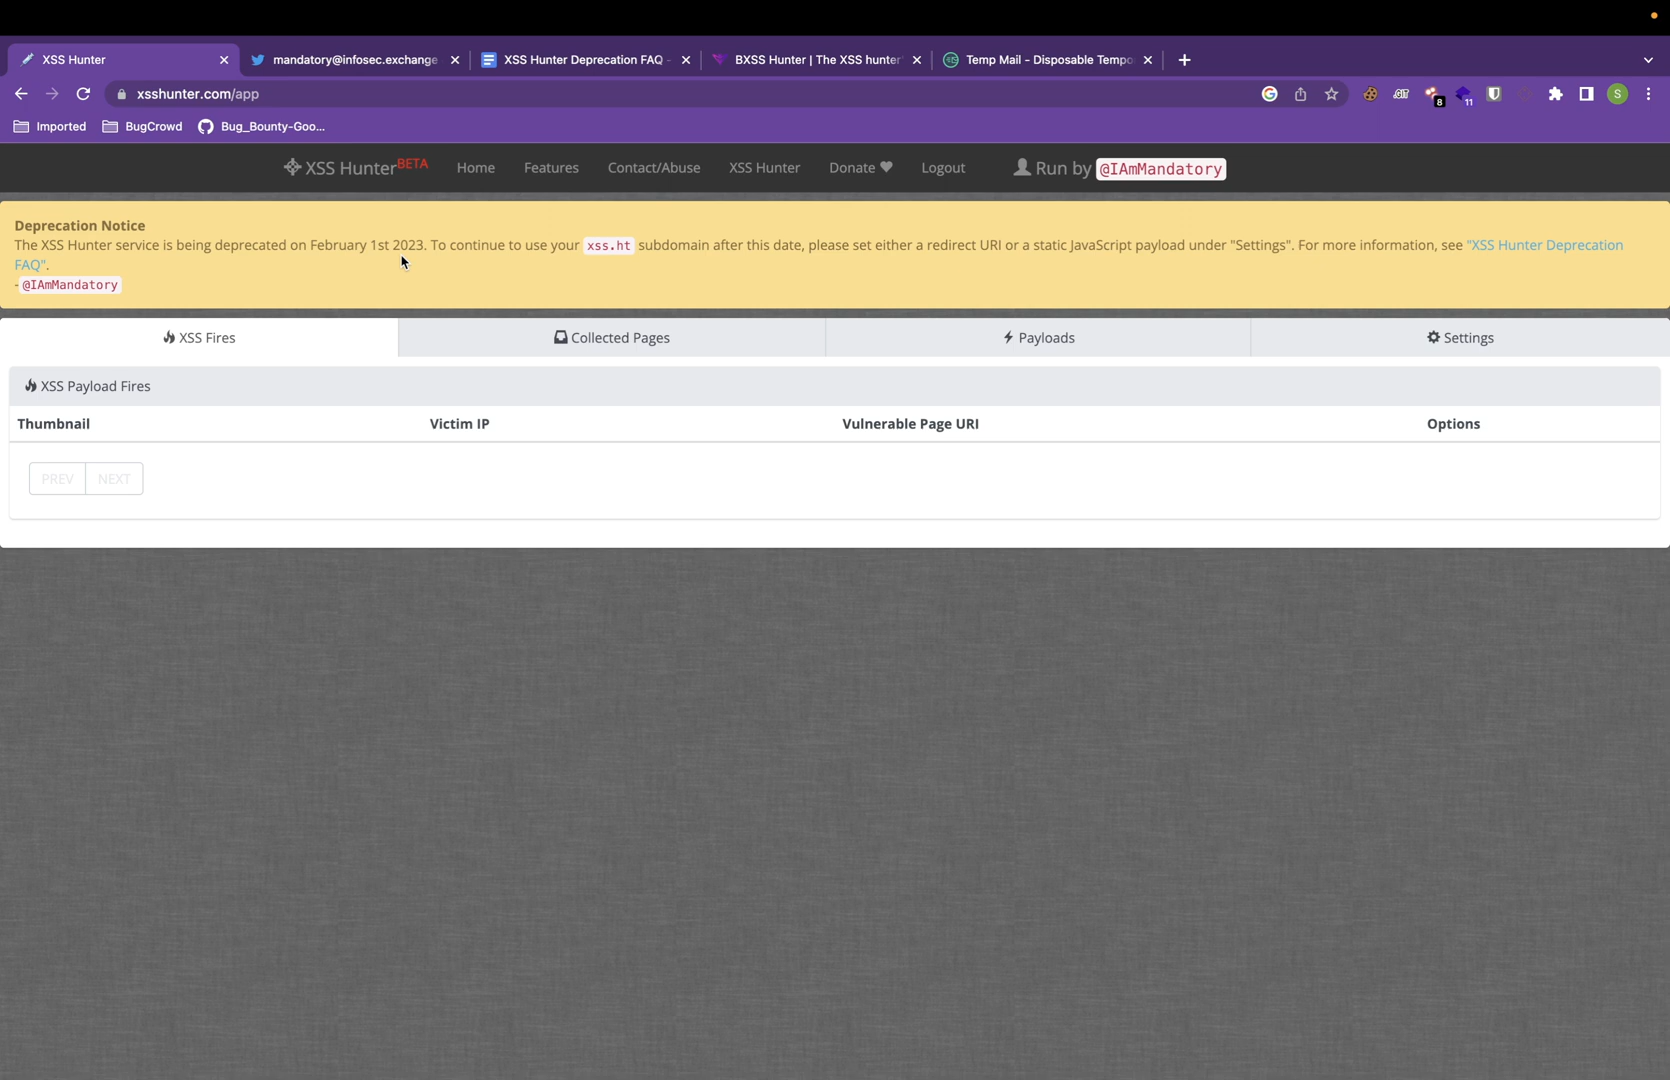 XSS Hunter
mandatory@infosec.exchange
XSS Hunter Deprecation FAQ -
BXSS Hunter | The XSS hunter
Temp Mail - Disposable Tempo
xsshunter.com/app
8
11
S
Imported
BugCrowd
Bug_Bounty-Goo...
XSS HunterBETA
Home
Features
Contact/Abuse
XSS Hunter
Donate
Logout
Run by @IAmMandatory
Deprecation Notice
The XSS Hunter service is being deprecated on February 1st 2023. To continue to use your xss.ht subdomain after this date, please set either a redirect URI or a static JavaScript payload under "Settings". For more information, see "XSS Hunter Deprecation
FAQ".
-@IAmMandatory
XSS Fires
Collected Pages
Payloads
Settings
XSS Payload Fires
Thumbnail
Victim IP
Vulnerable Page URI
Options
PREV
NEXT